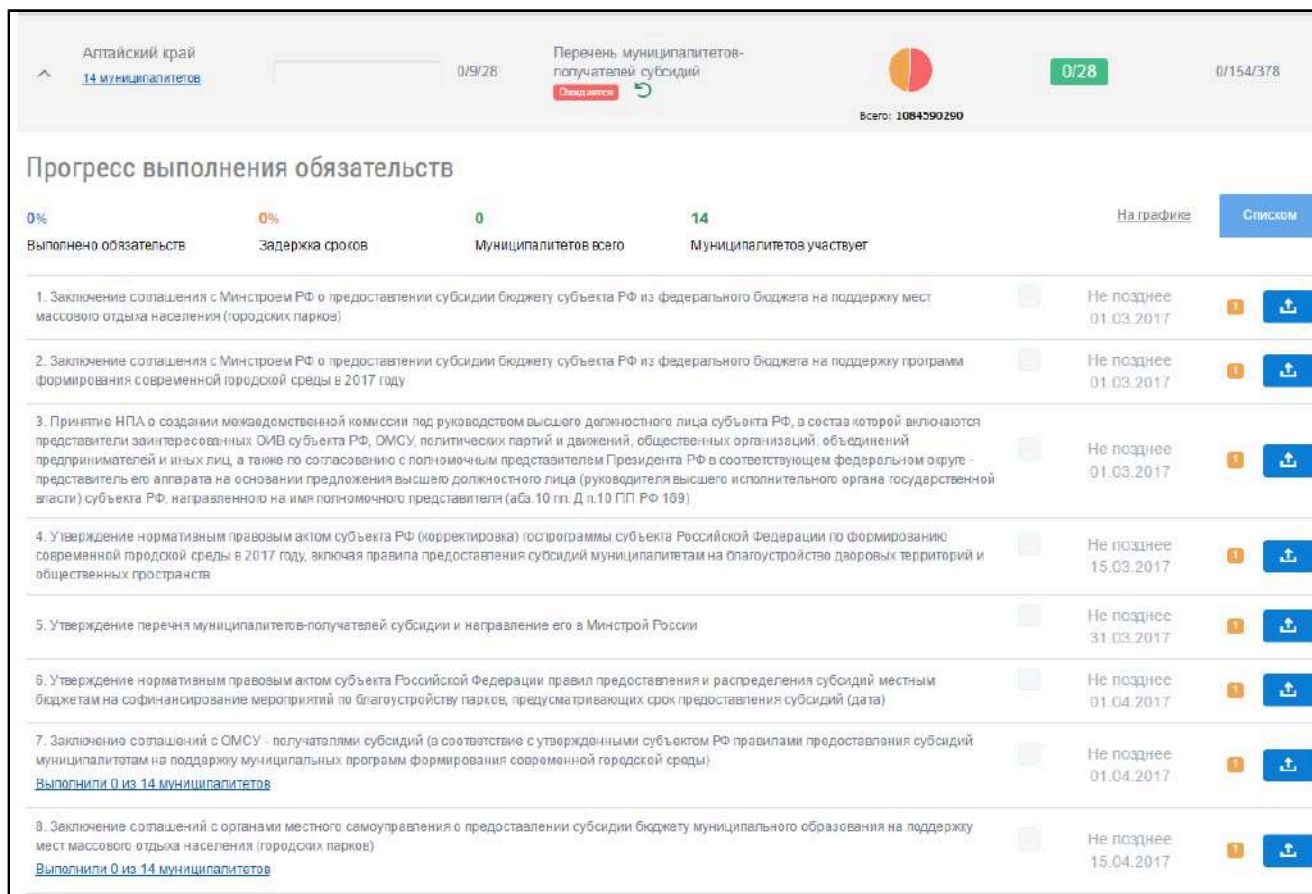 Алтайский край
14 муниципалитетов
0/9/28
Перечень муниципалитетов-
получателей субсидий
Ожидается
Всего: 1084590290
0/28
0/154/378
Прогресс выполнения обязательств
0%
Выполнено обязательств
0%
Задержка сроков
0
Муниципалитетов всего
14
Муниципалитетов участвует
На графике
Списком
1. Заключение соглашения с Минстроем РФ о предоставлении субсидии бюджету субъекта РФ из федерального бюджета на поддержку мест
массового отдыха населения (городских парков)
Не позднее
01.03.2017
1
2. Заключение соглашения с Минстроем РФ о предоставлении субсидии бюджету субъекта РФ из федерального бюджета на поддержку программ
формирования современной городской среды в 2017 году
Не позднее
01.03.2017
1
3. Принятие НПА о создании межведомственной комиссии под руководством высшего должностного лица субъекта РФ, в состав которой включаются
представители заинтересованных ОИВ субъекта РФ, ОМСУ, политических партий и движений, общественных организаций, объединений
предпринимателей и иных лиц, а также по согласованию с полномочным представителем Президента РФ в соответствующем федеральном округе -
представитель его аппарата на основании предложения высшего должностного лица (руководителя высшего исполнительного органа государственной
власти) субъекта РФ, направленного на имя полномочного представителя (абз.10 пп. Д п.10 ПП РФ 169)
Не позднее
01.03.2017
1
4. Утверждение нормативным правовым актом субъекта РФ (корректировка) госпрограммы субъекта Российской Федерации по формированию
современной городской среды в 2017 году, включая правила предоставления субсидий муниципалитетам на благоустройство дворовых территорий и
общественных пространств
Не позднее
15.03.2017
1
5. Утверждение перечня муниципалитетов-получателей субсидии и направление его в Минстрой России
Не позднее
31.03.2017
1
6. Утверждение нормативным правовым актом субъекта Российской Федерации правил предоставления и распределения субсидий местным
бюджетам на софинансирование мероприятий по благоустройству парков, предусматривающих срок предоставления субсидий (дата)
Не позднее
01.04.2017
1
7. Заключение соглашений с ОМСУ - получателями субсидий (в соответствие с утвержденными субъектом РФ правилами предоставления субсидий
муниципалитетам на поддержку муниципальных программ формирования современной городской среды)
Выполнили 0 из 14 муниципалитетов
Не позднее
01.04.2017
1
8. Заключение соглашений с органами местного самоуправления о предоставлении субсидии бюджету муниципального образования на поддержку
мест массового отдыха населения (городских парков)
Выполнили 0 из 14 муниципалитетов
Не позднее
15.04.2017
1